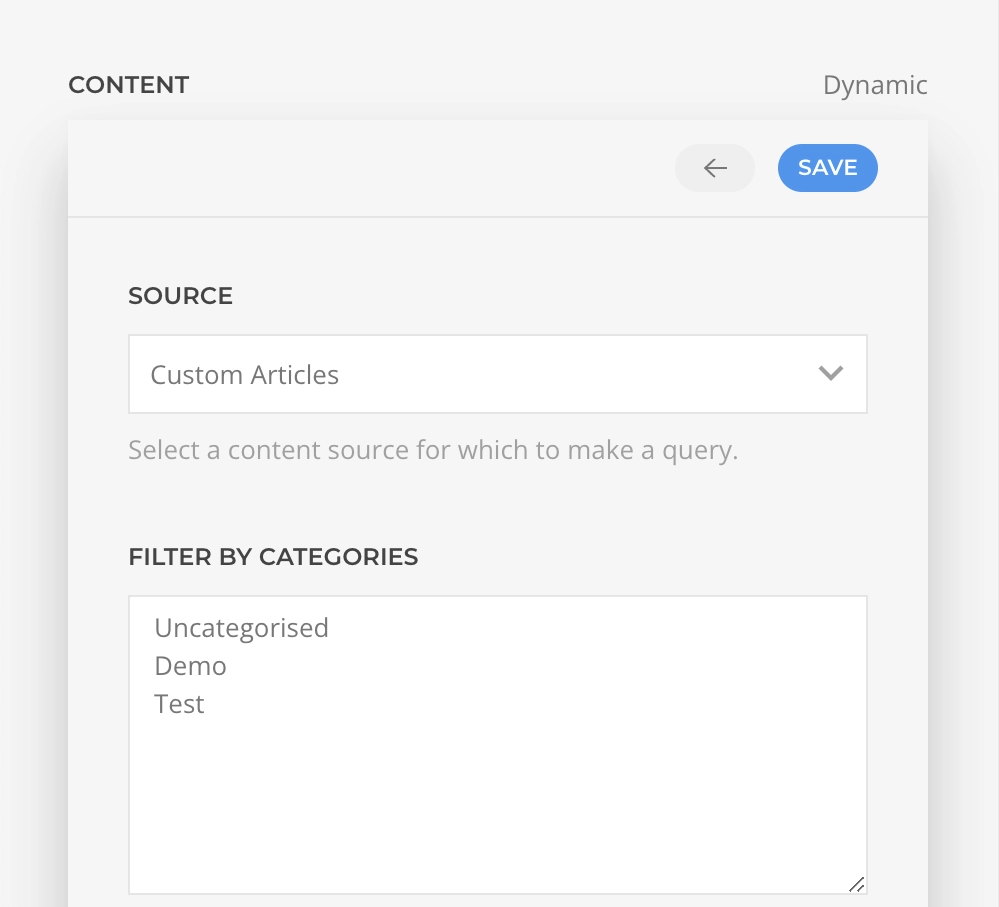 CONTENT
Dynamic
SAVE
SOURCE
Custom Articles
Select a content source for which to make a query.
FILTER BY CATEGORIES
Uncategorised
Demo
Test